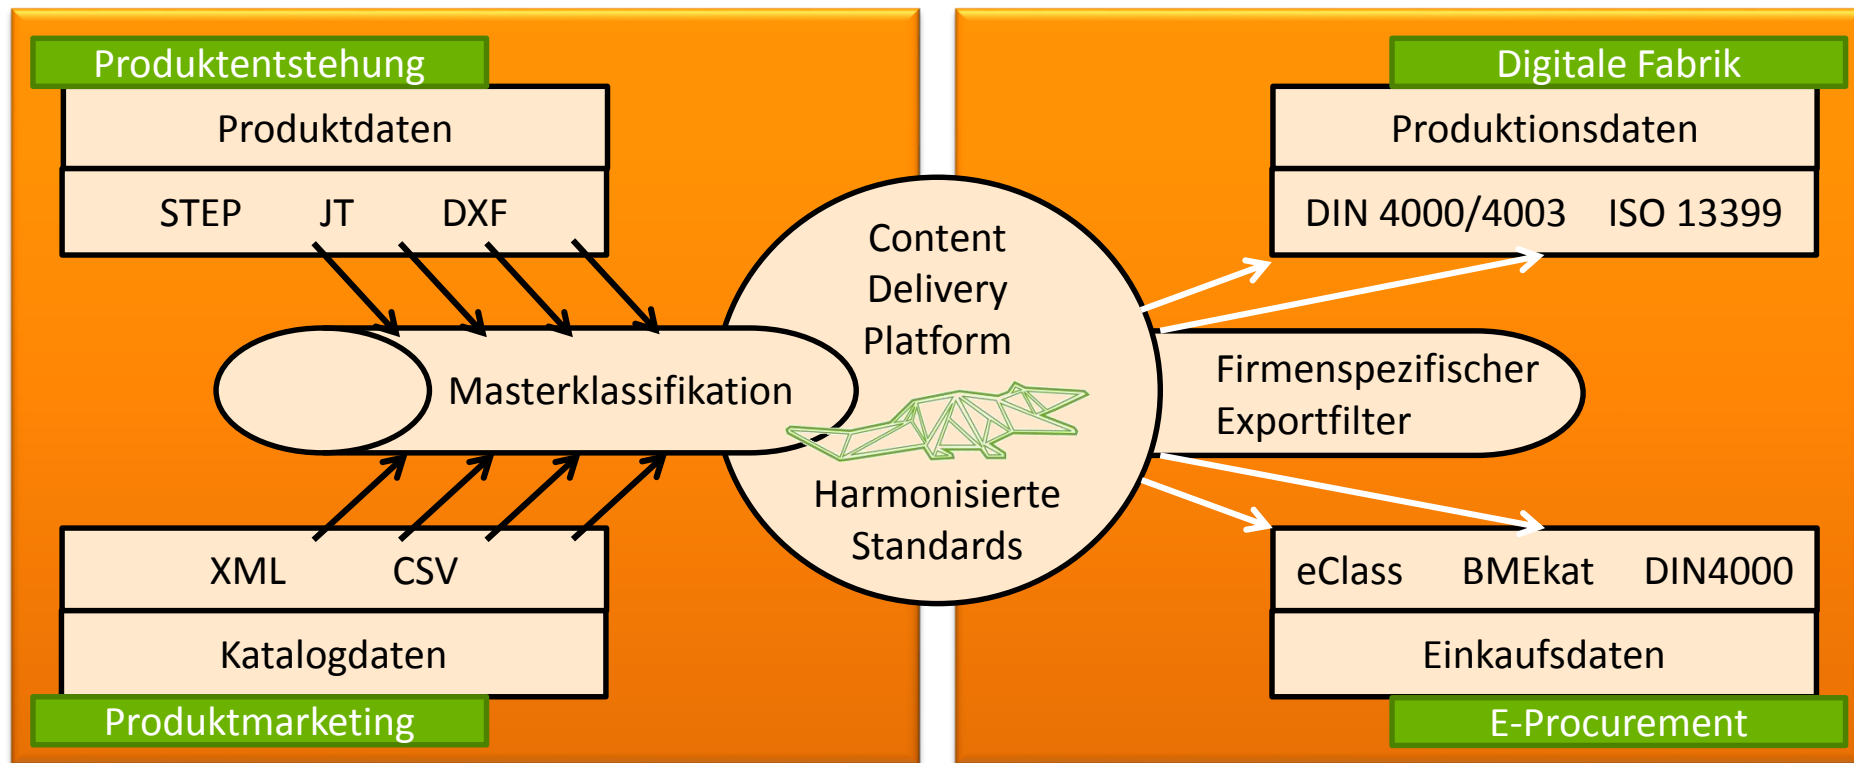 Produktentstehung
Produktdaten
STEP JT DXF
Masterklassifikation
XML CSV
Katalogdaten
Produktmarketing
Content
Delivery
Platform
Harmonisierte
Standards
Digitale Fabrik
Produktionsdaten
DIN 4000/4003 ISO 13399
Firmenspezifischer
Exportfilter
eClass BMEkat DIN4000
Einkaufsdaten
E-Procurement